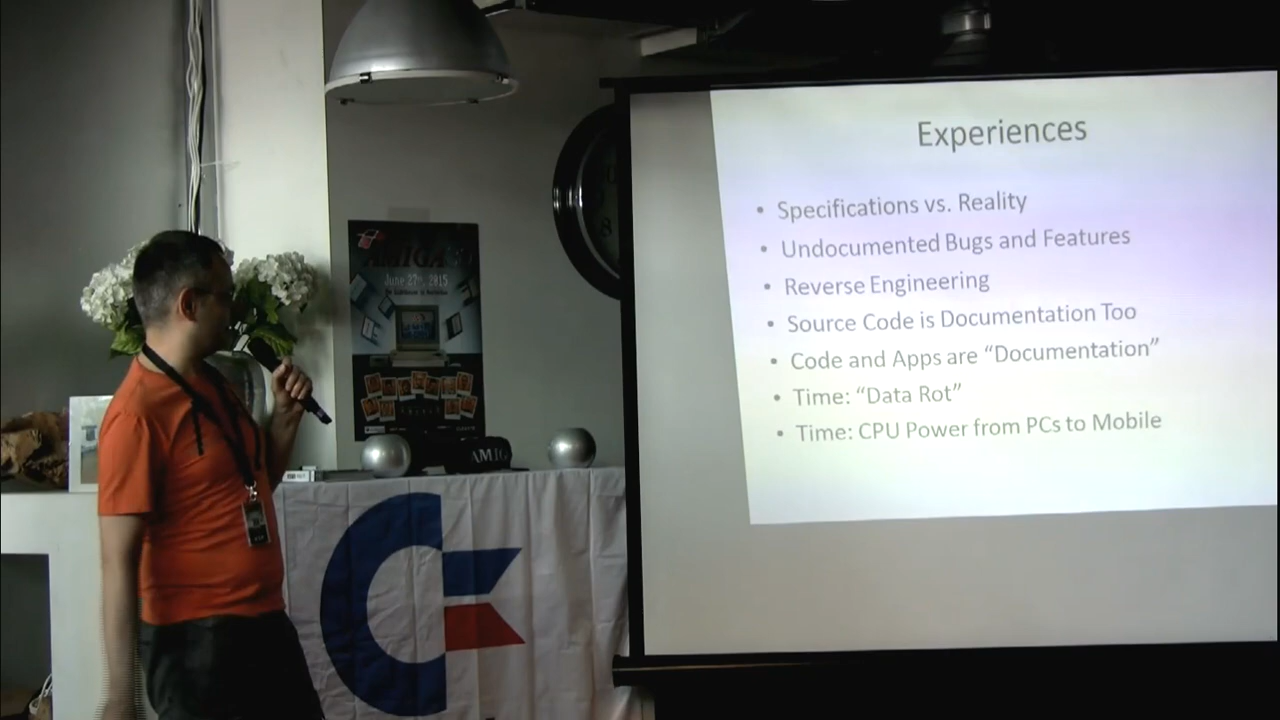 Experiences
• Specifications vs. Reality
• Undocumented Bugs and Features
• Reverse Engineering
• Source Code is Documentation Too
• Code and Apps are “Documentation”
• Time: “Data Rot”
• Time: CPU Power from PCs to Mobile
AMIGA
June 27th, 2015
AMIG